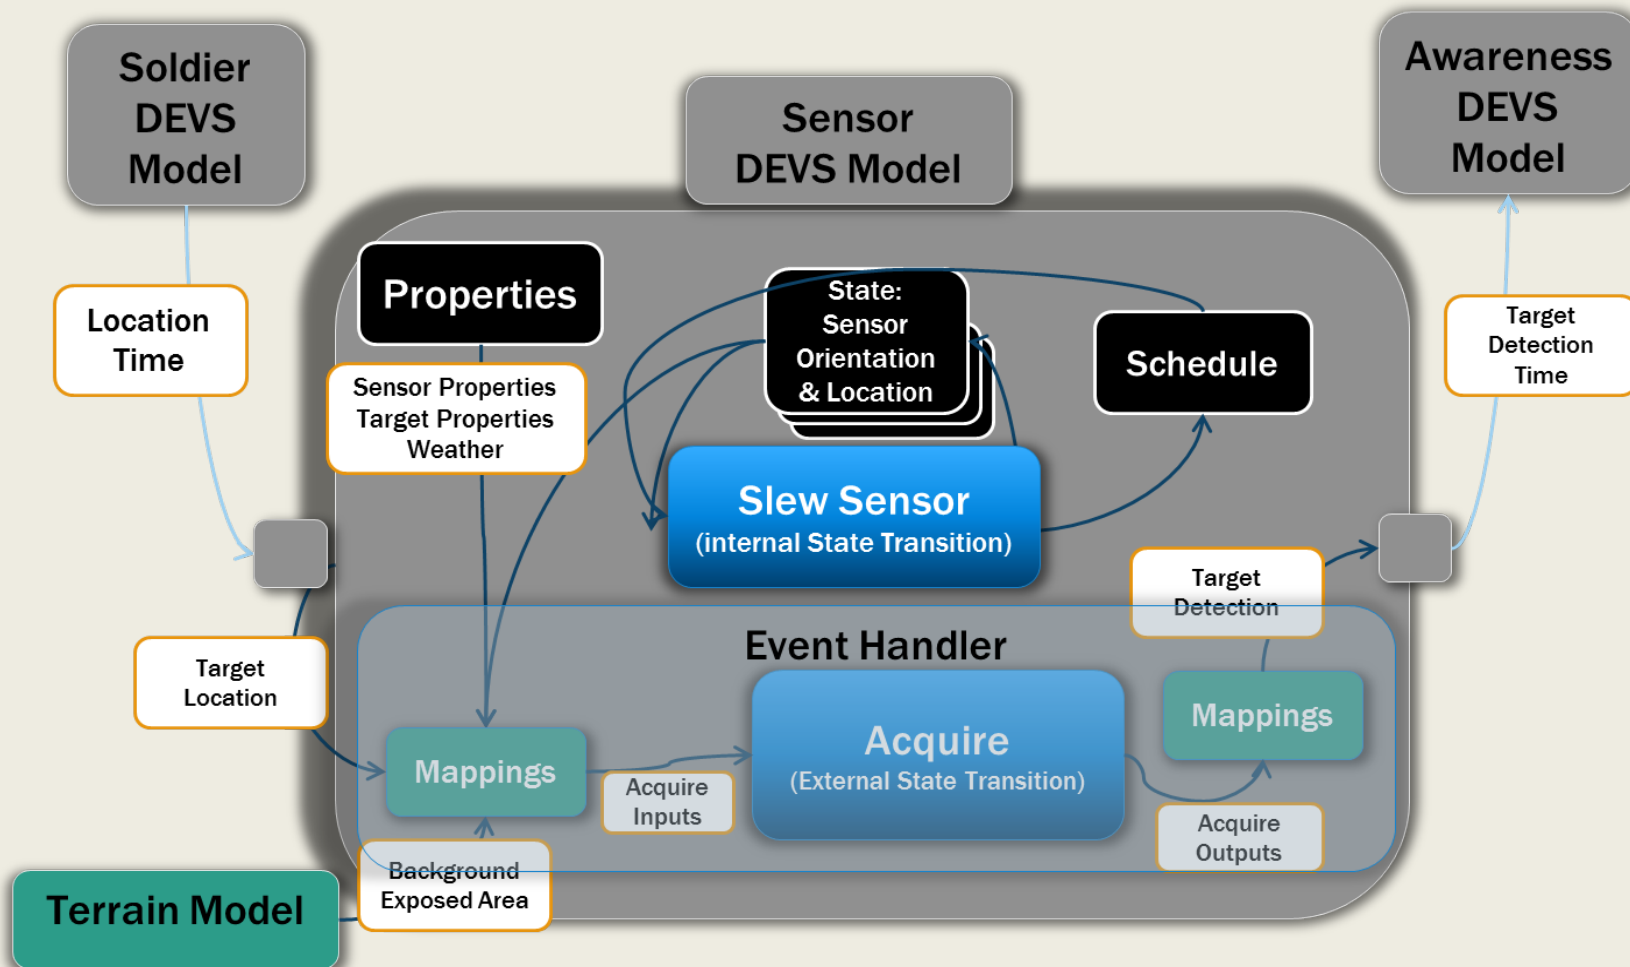 Soldier
DEVS
Model
Sensor
DEVS Model
Awareness
DEVS
Model
Location
Time
Properties
Sensor Properties
Target Properties
Weather
State:
Sensor
Orientation
& Location
Schedule
Target
Detection
Time
Slew Sensor
(internal State Transition)
Target
Detection
Event Handler
Target
Location
Mappings
Acquire
Inputs
Acquire
(External State Transition)
Mappings
Acquire
Outputs
Background
Exposed Area
Terrain Model